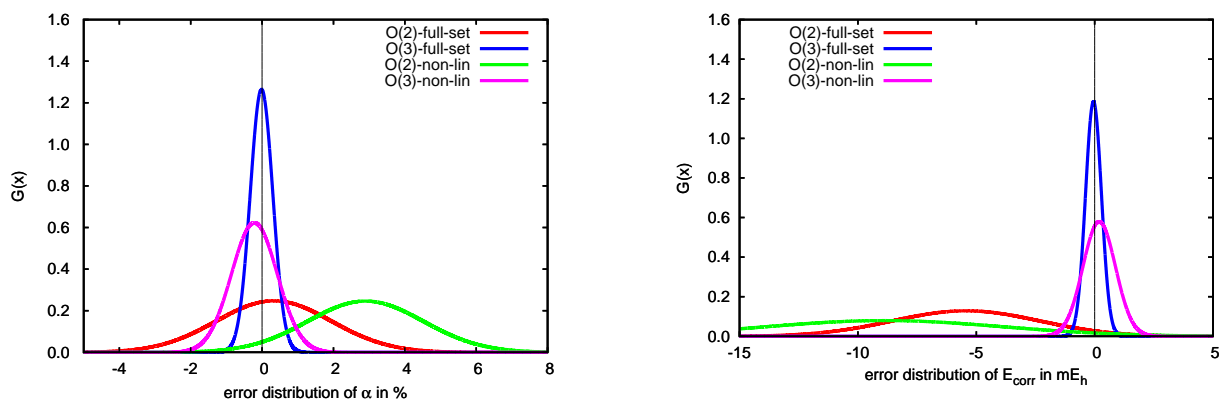 1.6
1.4
1.2
1.0
0.8
0.6
0.4
0.2
0.0
G(x)
-4 -2 0 2 4 6 8
error distribution of α in %
O(2)-full-set
O(3)-full-set
O(2)-non-lin
O(3)-non-lin
1.6
1.4
1.2
1.0
0.8
0.6
0.4
0.2
0.0
G(x)
-15 -10 -5 0 5
error distribution of E_corr in mE_h
O(2)-full-set
O(3)-full-set
O(2)-non-lin
O(3)-non-lin